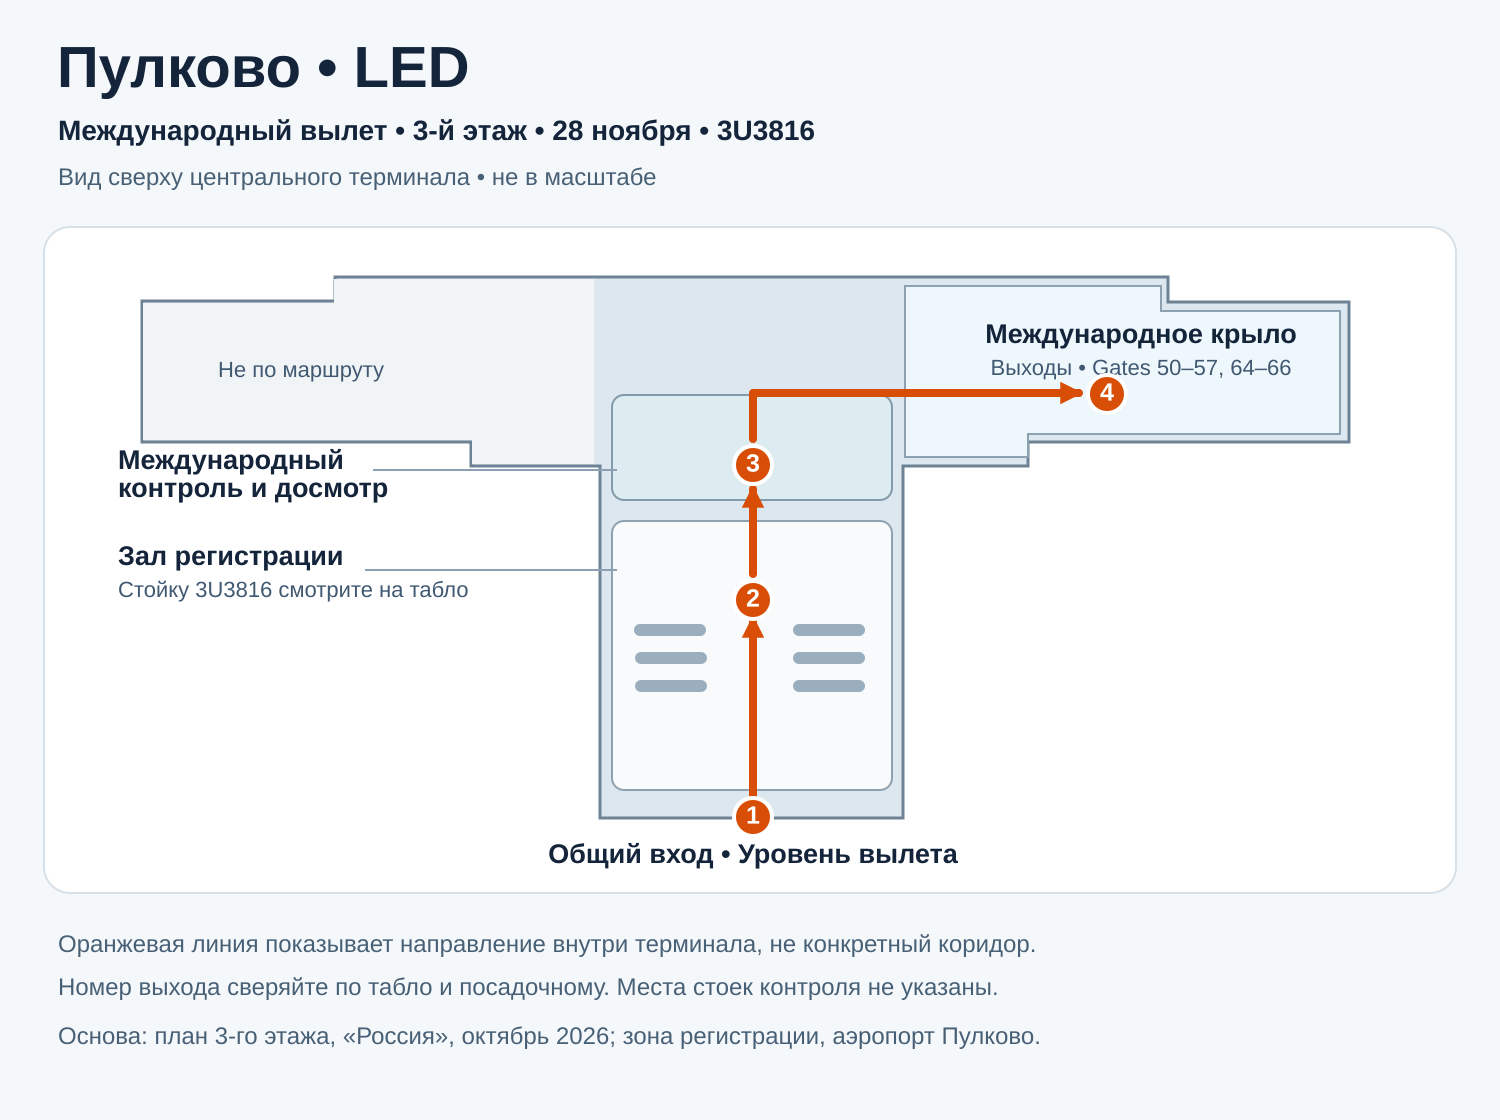 Пулково • LED
Международный вылет • 3-й этаж • 28 ноября • 3U3816
Вид сверху центрального терминала • не в масштабе
Международное крыло
Выходы • Gates 50–57, 64–66
Не по маршруту
4
Международный
контроль и досмотр
3
Зал регистрации
Стойку 3U3816 смотрите на табло
2
1
Общий вход • Уровень вылета
Оранжевая линия показывает направление внутри терминала, не конкретный коридор.
Номер выхода сверяйте по табло и посадочному. Места стоек контроля не указаны.
Основа: план 3-го этажа, «Россия», октябрь 2026; зона регистрации, аэропорт Пулково.